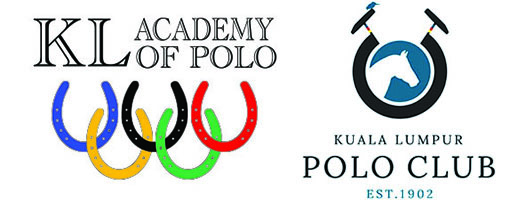 KL ACADEMY
OF POLO
KUALA LUMPUR
POLO CLUB
EST.1902